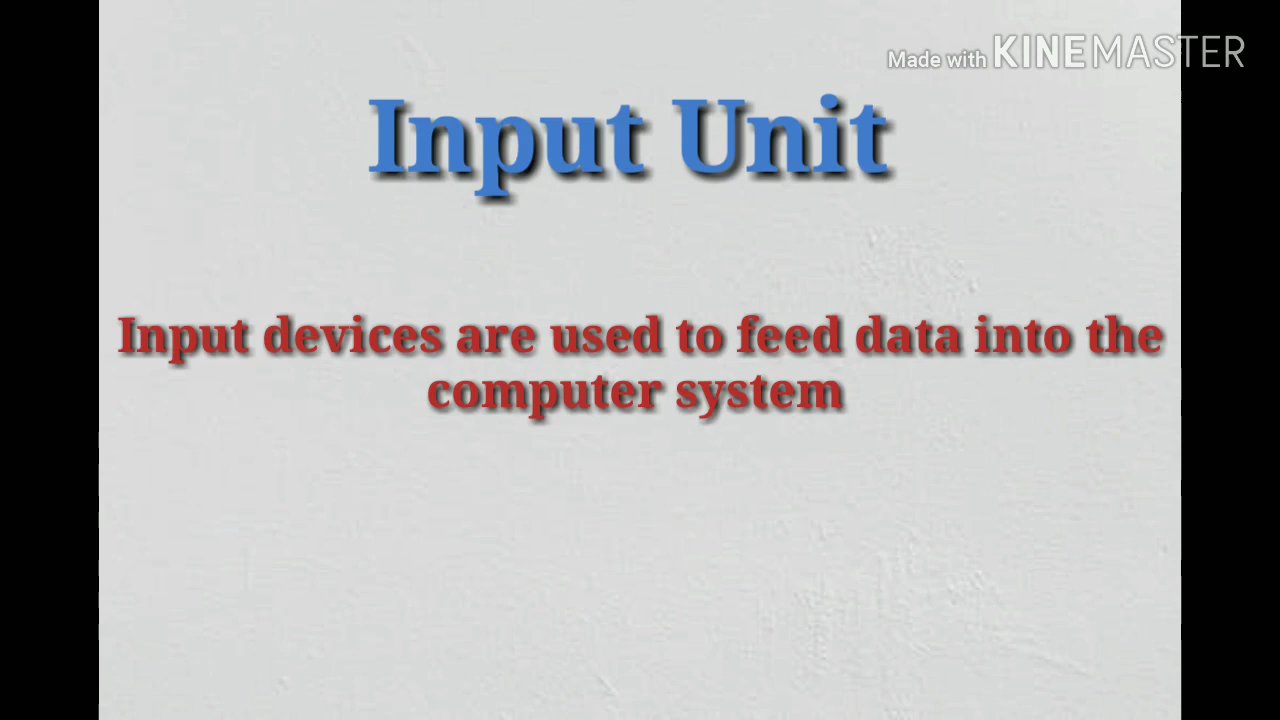 Made with KINEMASTER
Input Unit
Input devices are used to feed data into the
computer system